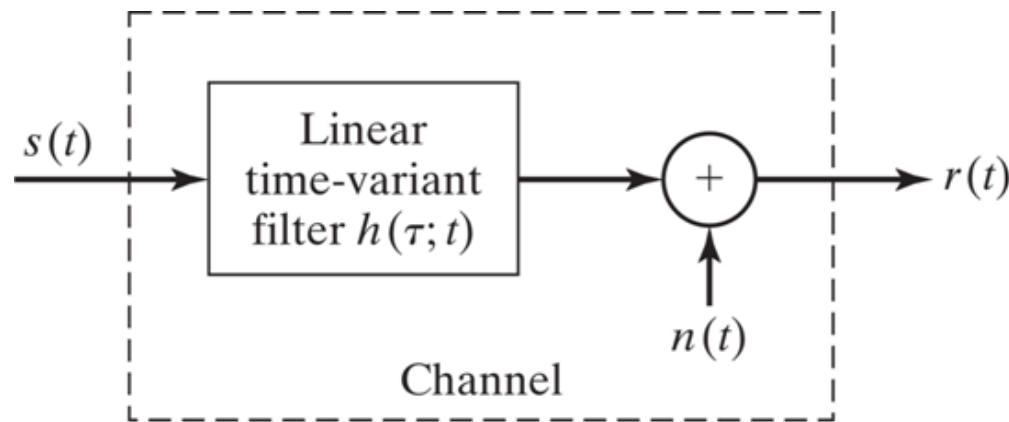 s(t)
Linear
time-variant
filter h(τ; t)
+
r(t)
n(t)
Channel